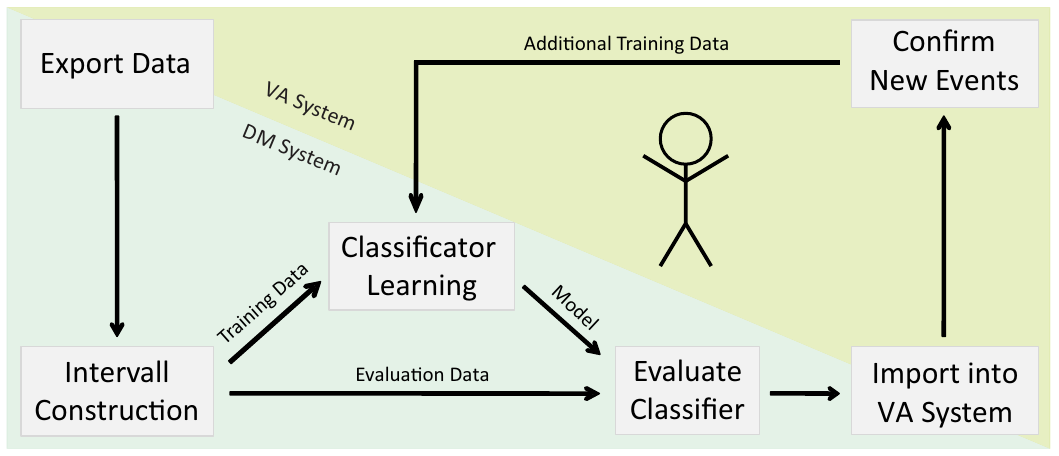 Export Data
VA System
DM System
Additional Training Data
Confirm
New Events
Classificator
Learning
Training Data
Model
Intervall
Construction
Evaluation Data
Evaluate
Classifier
Import into
VA System